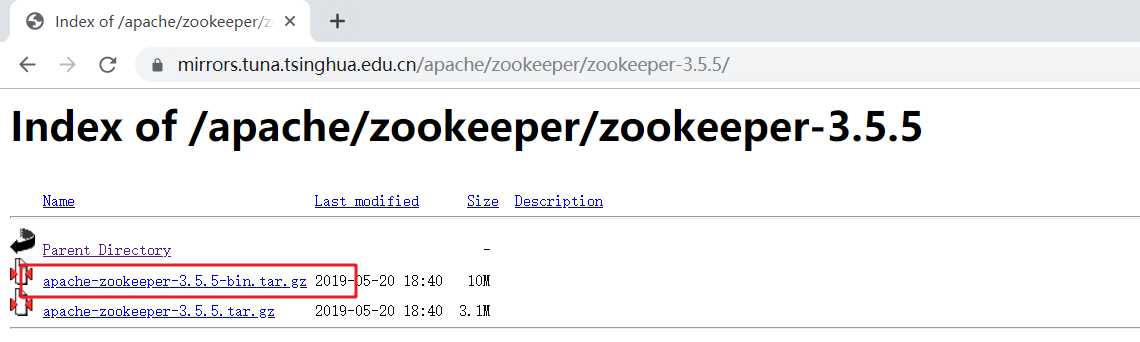 Index of /apache/zookeeper/z
mirrors.tuna.tsinghua.edu.cn/apache/zookeeper/zookeeper-3.5.5/
Index of /apache/zookeeper/zookeeper-3.5.5
Name Last modified Size Description
Parent Directory -
apache-zookeeper-3.5.5-bin.tar.gz 2019-05-20 18:40 10M
apache-zookeeper-3.5.5.tar.gz 2019-05-20 18:40 3.1M